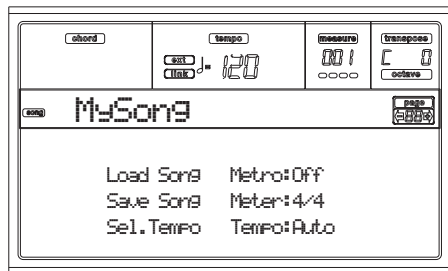 chord tempo measure transpose
ext link ♩= 120 001 C 0
octave
song MySong page
Load Song Metro:Off
Save Song Meter:4/4
Sel.Tempo Tempo:Auto